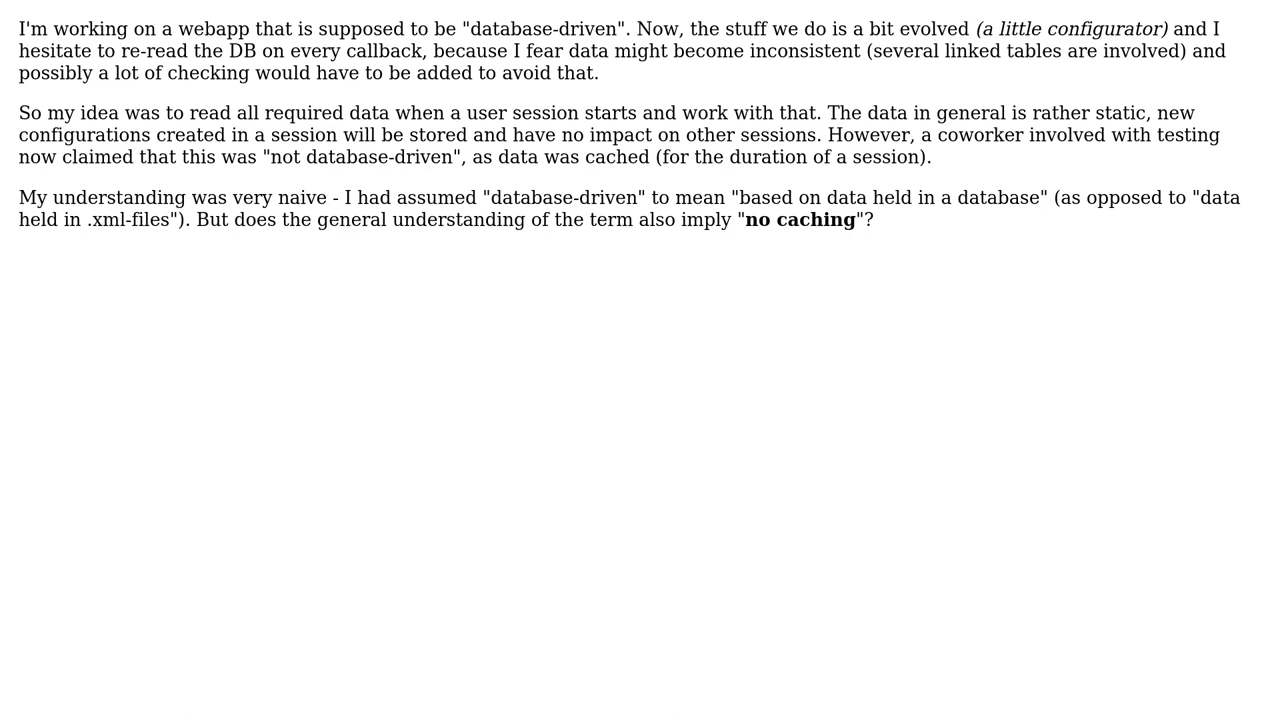 I'm working on a webapp that is supposed to be "database-driven". Now, the stuff we do is a bit evolved (a little configurator) and I
hesitate to re-read the DB on every callback, because I fear data might become inconsistent (several linked tables are involved) and
possibly a lot of checking would have to be added to avoid that.
So my idea was to read all required data when a user session starts and work with that. The data in general is rather static, new
configurations created in a session will be stored and have no impact on other sessions. However, a coworker involved with testing
now claimed that this was "not database-driven", as data was cached (for the duration of a session).
My understanding was very naive - I had assumed "database-driven" to mean "based on data held in a database" (as opposed to "data
held in .xml-files"). But does the general understanding of the term also imply "no caching"?